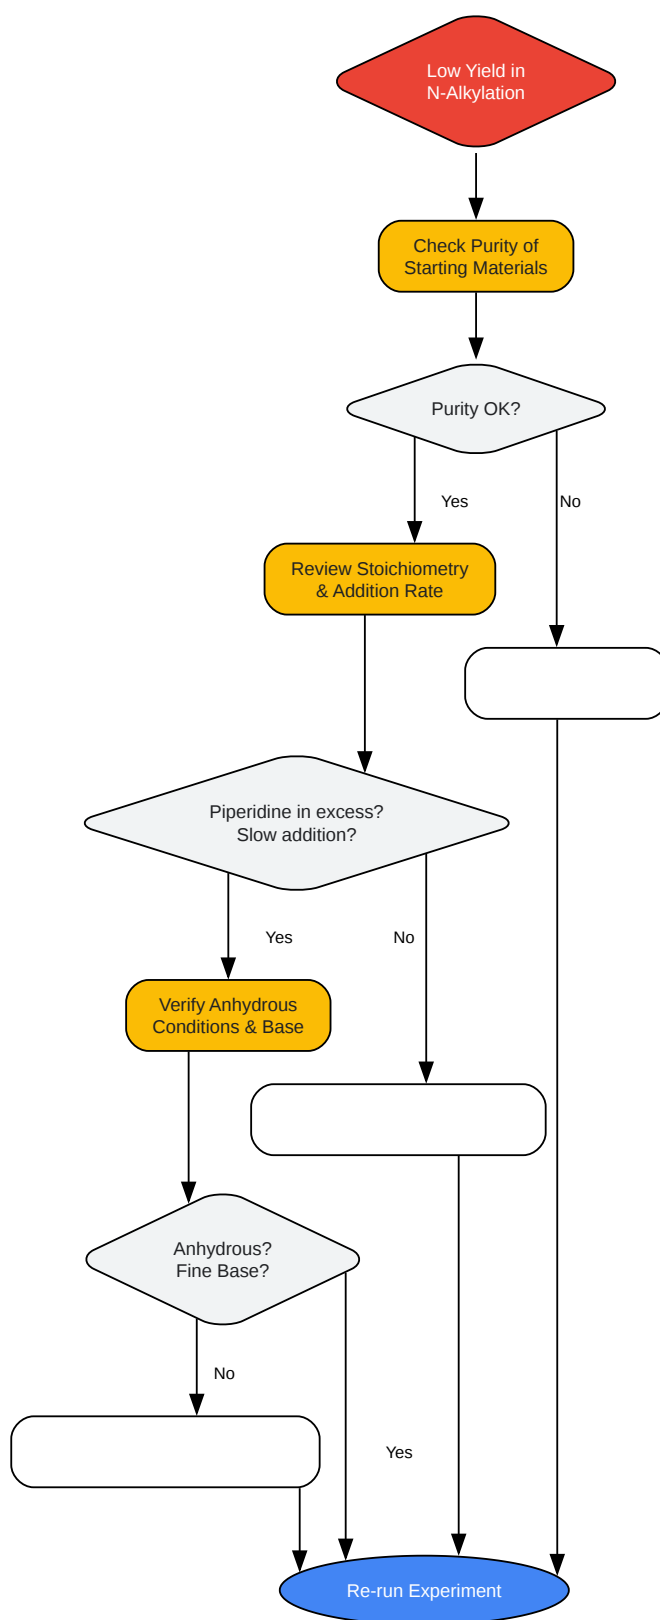 Low Yield in
N-Alkylation
Check Purity of
Starting Materials
Purity OK?
Yes
No
Review Stoichiometry
& Addition Rate
Piperidine in excess?
Slow addition?
Yes
No
Verify Anhydrous
Conditions & Base
Anhydrous?
Fine Base?
No
Yes
Re-run Experiment